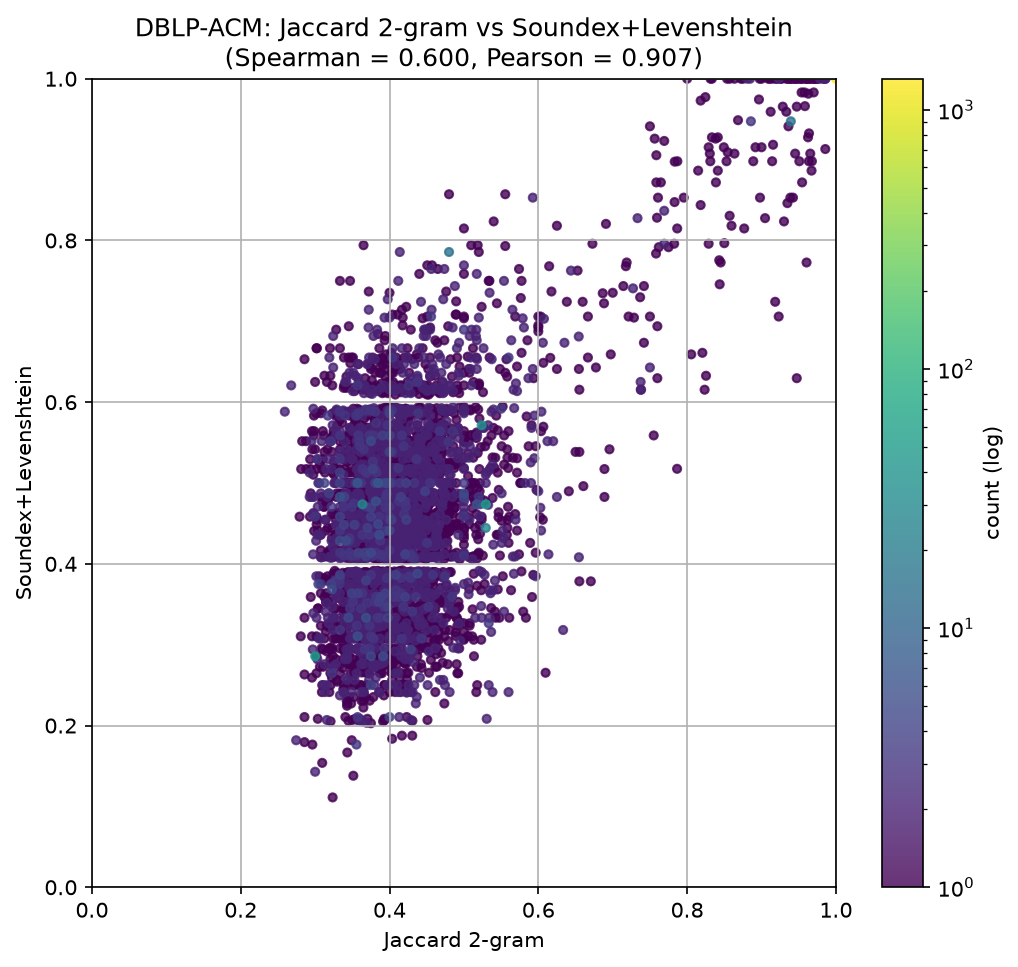 DBLP-ACM: Jaccard 2-gram vs Soundex+Levenshtein
(Spearman = 0.600, Pearson = 0.907)
1.0
0.8
0.6
0.4
0.2
0.0
Soundex+Levenshtein
0.0 0.2 0.4 0.6 0.8 1.0
Jaccard 2-gram
10³
10²
10¹
10⁰
count (log)